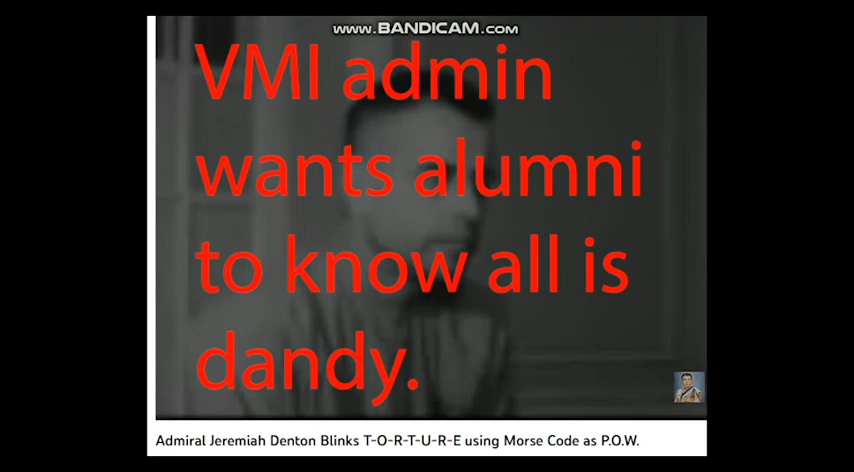 WWW.BANDICAM.COM
VMI admin
wants alumni
to know all is
dandy.
Admiral Jeremiah Denton Blinks T-O-R-T-U-R-E using Morse Code as P.O.W.